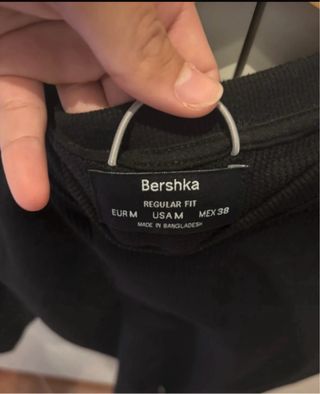 Bershka
REGULAR FIT
EUR M USA M MEX 38
MADE IN BANGLADESH